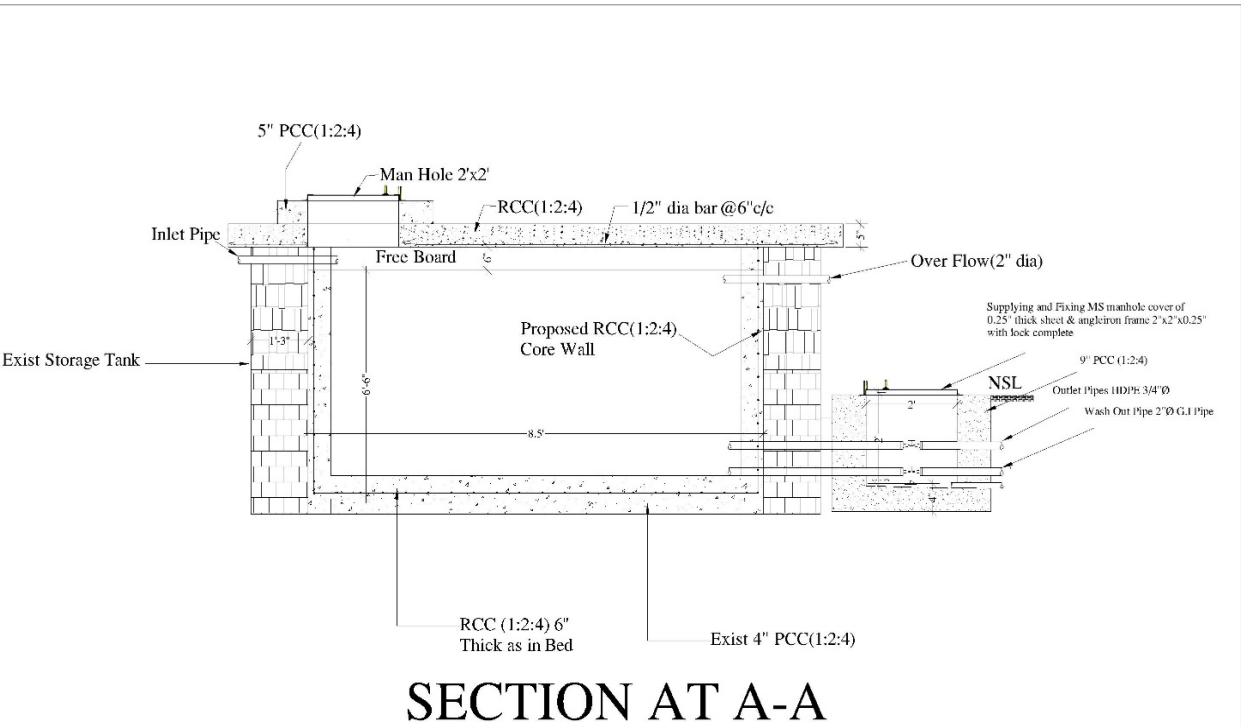 5" PCC(1:2:4)
Man Hole 2'x2'
RCC(1:2:4)
1/2" dia bar @6"c/c
Inlet Pipe
5"
Free Board
6"
Over Flow(2" dia)
Supplying and Fixing MS manhole cover of
0.25" thick sheet & angleiron frame 2"x2"x0.25"
with lock complete
Proposed RCC(1:2:4)
Core Wall
1'-3"
Exist Storage Tank
9" PCC (1:2:4)
NSL
6'-6"
2'
Outlet Pipes HDPE 3/4"Ø
Wash Out Pipe 2"Ø G.I Pipe
8.5'
2'
RCC (1:2:4) 6"
Thick as in Bed
Exist 4" PCC(1:2:4)
SECTION AT A-A